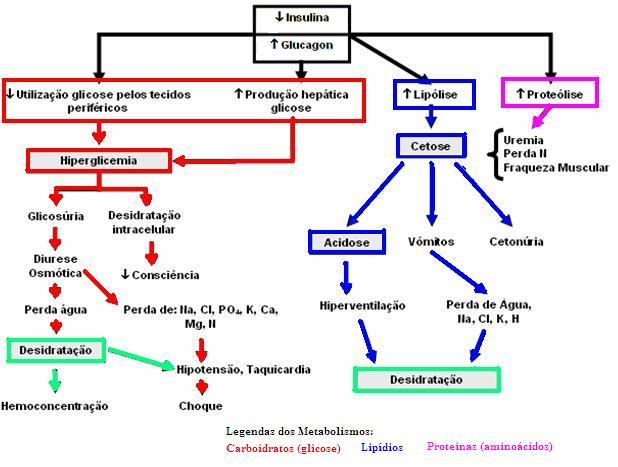 ↓ Insulina
↑ Glucagon
↓ Utilização glicose pelos tecidos
periféricos
↑ Produção hepática
glicose
↑ Lipólise
↑ Proteólise
Hiperglicemia
Cetose
Uremia
Perda N
Fraqueza Muscular
Glicosúria
Desidratação
intracelular
Acidose
Vômitos
Cetonúria
Diurese
Osmótica
↓ Consciência
Perda água
Perda de: Na, Cl, PO₄, K, Ca,
Mg, N
Hiperventilação
Perda de Água,
Na, Cl, K, H
Desidratação
Hipotensão, Taquicardia
Desidratação
Hemoconcentração
Choque
Legendas dos Metabolismos:
Carboidratos (glicose) Lipídios Proteinas (aminoácidos)